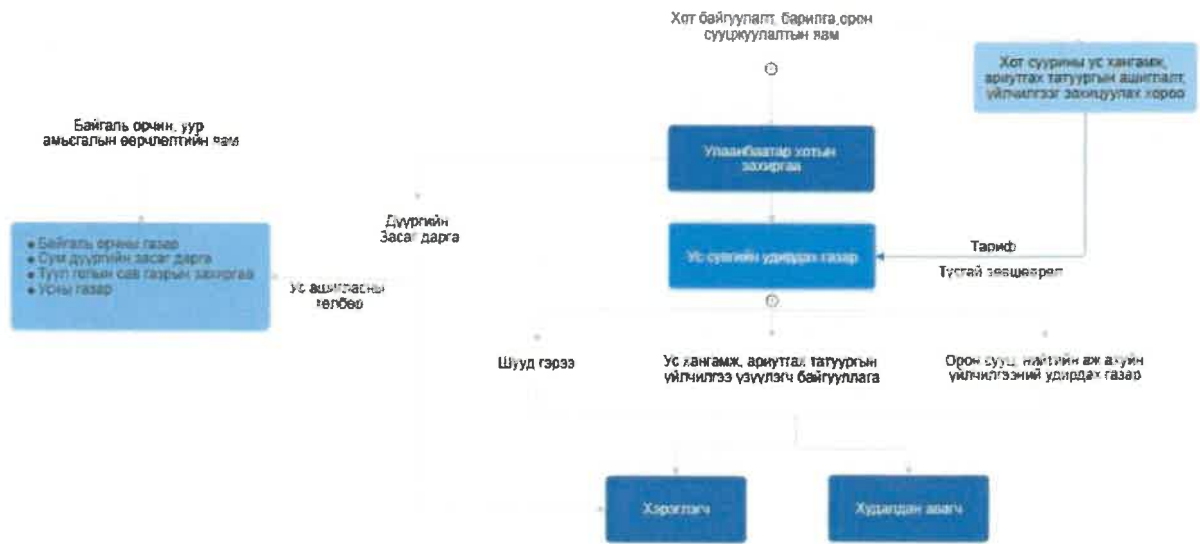 Хот байгуулалт, барилга,орон
сууцжуулалтын яам
Хот суурины ус хангамж,
ариутгах татуургын ашиглалт,
үйлчилгээг зохицуулах хороо
Байгаль орчин, уур
амьсгалын өөрчлөлтийн яам
Улаанбаатар хотын
захиргаа
Дүүргийн
Засаг дарга
● Байгаль орчны газар
● Сум дүүргийн засаг дарга
● Туул голын сав газрын захиргаа
● Усны газар
Ус сувгийн удирдах газар
Тариф
Тусгай зөвшөөрөл
Ус ашигласны
төлбөр
Шууд гэрээ
Ус хангамж, ариутгах татуургын
үйлчилгээ үзүүлэгч байгууллага
Орон сууц, нийтийн аж ахуйн
үйлчилгээний удирдах газар
Хэрэглэгч
Худалдан авагч